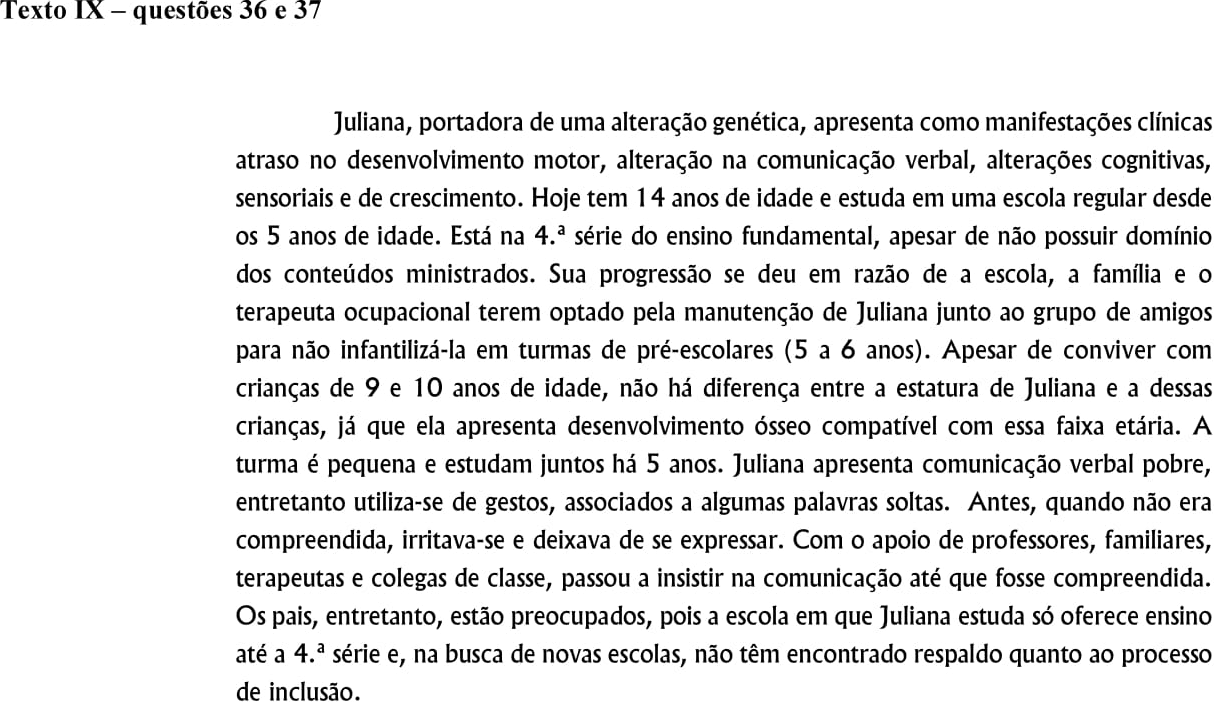 Texto IX – questões 36 e 37
Juliana, portadora de uma alteração genética, apresenta como manifestações clínicas
atraso no desenvolvimento motor, alteração na comunicação verbal, alterações cognitivas,
sensoriais e de crescimento. Hoje tem 14 anos de idade e estuda em uma escola regular desde
os 5 anos de idade. Está na 4.ª série do ensino fundamental, apesar de não possuir domínio
dos conteúdos ministrados. Sua progressão se deu em razão de a escola, a família e o
terapeuta ocupacional terem optado pela manutenção de Juliana junto ao grupo de amigos
para não infantilizá-la em turmas de pré-escolares (5 a 6 anos). Apesar de conviver com
crianças de 9 e 10 anos de idade, não há diferença entre a estatura de Juliana e a dessas
crianças, já que ela apresenta desenvolvimento ósseo compatível com essa faixa etária. A
turma é pequena e estudam juntos há 5 anos. Juliana apresenta comunicação verbal pobre,
entretanto utiliza-se de gestos, associados a algumas palavras soltas. Antes, quando não era
compreendida, irritava-se e deixava de se expressar. Com o apoio de professores, familiares,
terapeutas e colegas de classe, passou a insistir na comunicação até que fosse compreendida.
Os pais, entretanto, estão preocupados, pois a escola em que Juliana estuda só oferece ensino
até a 4.ª série e, na busca de novas escolas, não têm encontrado respaldo quanto ao processo
de inclusão.